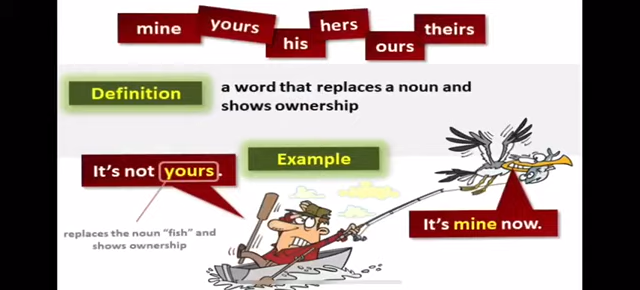 mine yours his hers ours theirs
Definition
a word that replaces a noun and
shows ownership
Example
It's not yours.
replaces the noun "fish" and
shows ownership
It's mine now.